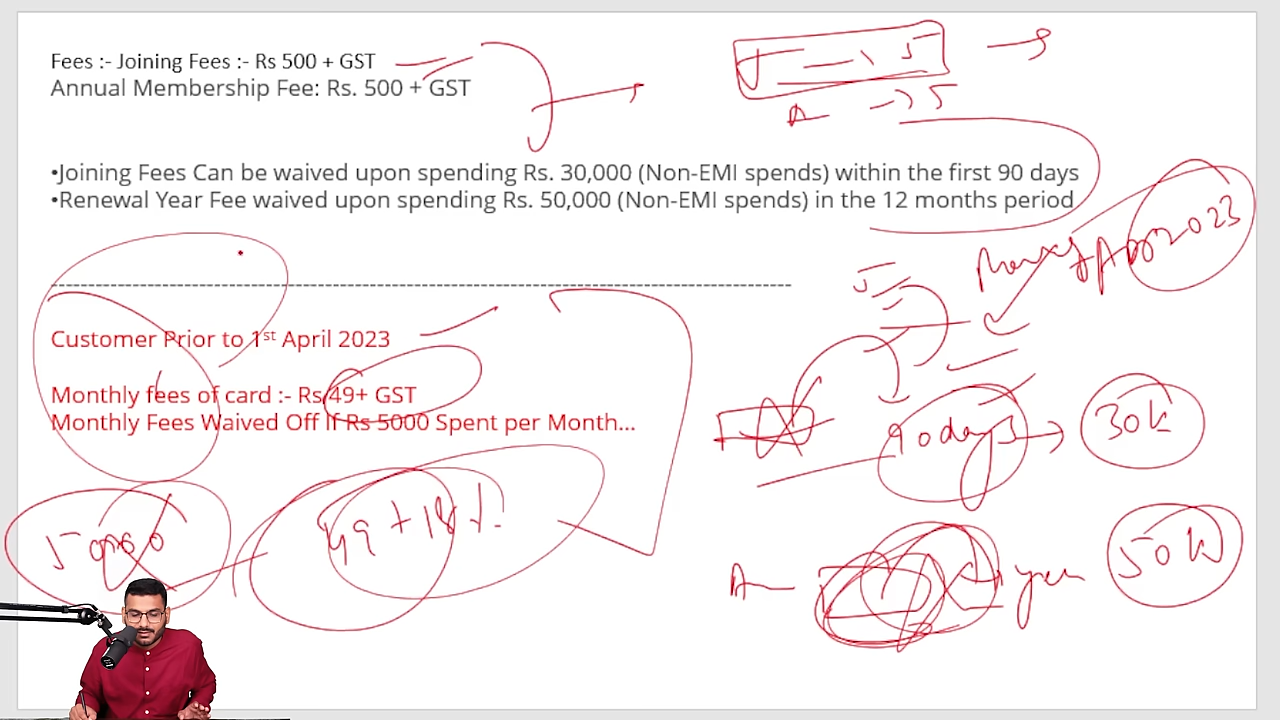 Fees :- Joining Fees :- Rs 500 + GST
Annual Membership Fee: Rs. 500 + GST
J → 5
A → 5
•Joining Fees Can be waived upon spending Rs. 30,000 (Non-EMI spends) within the first 90 days
•Renewal Year Fee waived upon spending Rs. 50,000 (Non-EMI spends) in the 12 months period
2023
Customer Prior to 1st April 2023
Monthly fees of card :- Rs 49+ GST
Monthly Fees Waived Off If Rs 5000 Spent per Month...
90 days → 30k
5000
49 + 18%
A
year 50k